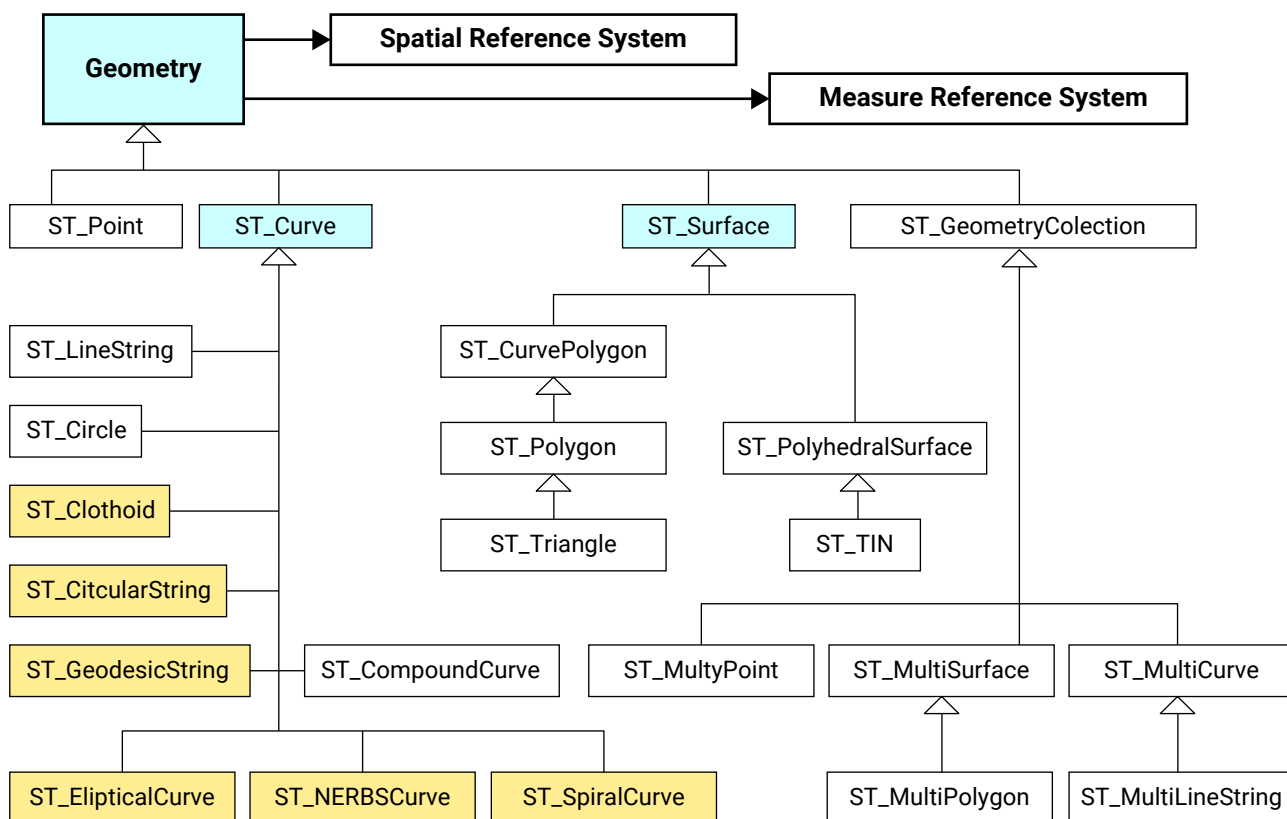 Spatial Reference System
Geometry
Measure Reference System
ST_Point
ST_Curve
ST_Surface
ST_GeometryColection
ST_LineString
ST_CurvePolygon
ST_Circle
ST_Polygon
ST_PolyhedralSurface
ST_Clothoid
ST_Triangle
ST_TIN
ST_CitcularString
ST_GeodesicString
ST_CompoundCurve
ST_MultyPoint
ST_MultiSurface
ST_MultiCurve
ST_ElipticalCurve
ST_NERBSCurve
ST_SpiralCurve
ST_MultiPolygon
ST_MultiLineString